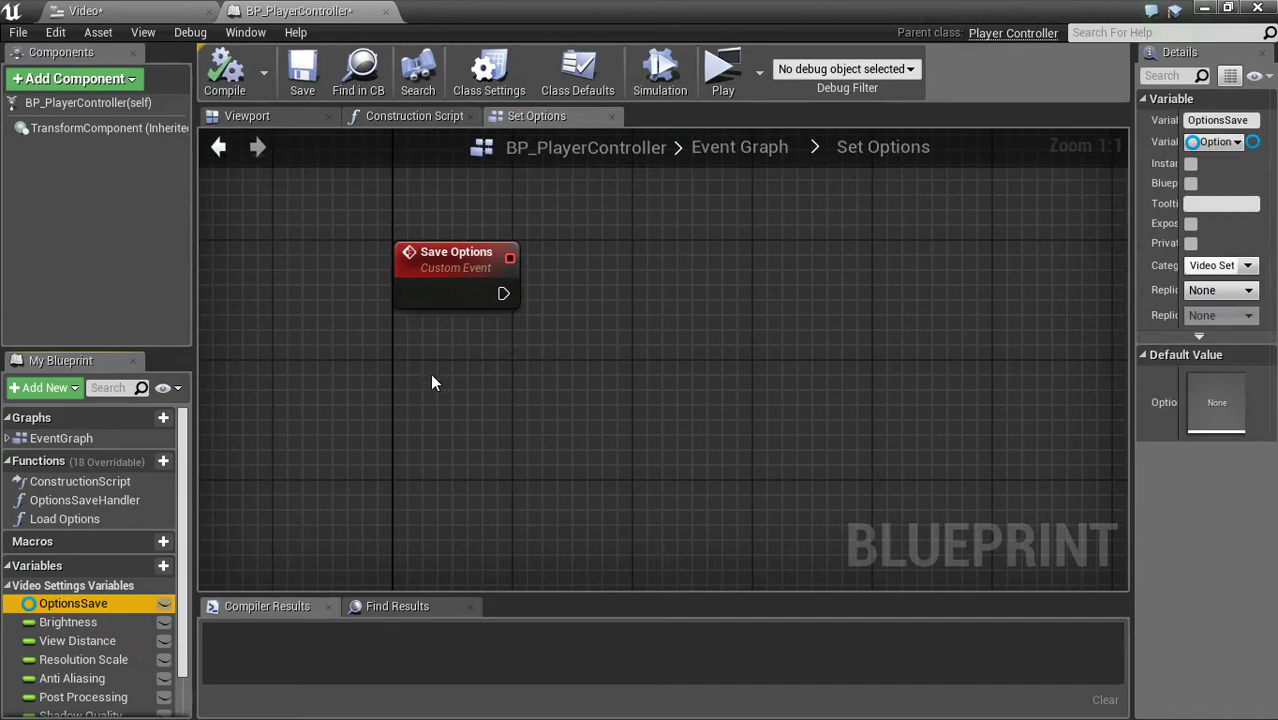 Video*
BP_PlayerController*
File Edit Asset View Debug Window Help
Parent class: Player Controller
Search For Help
Components
+Add Component
BP_PlayerController(self)
TransformComponent (Inherite
Compile
Save
Find in CB
Search
Class Settings
Class Defaults
Simulation
Play
No debug object selected
Debug Filter
Viewport
Construction Script
Set Options
BP_PlayerController > Event Graph > Set Options
Zoom 1:1
Save Options
Custom Event
BLUEPRINT
My Blueprint
+Add New
Search
Graphs
EventGraph
Functions (18 Overridable)
ConstructionScript
OptionsSaveHandler
Load Options
Macros
Variables
Video Settings Variables
OptionsSave
Brightness
View Distance
Resolution Scale
Anti Aliasing
Post Processing
Shadow Quality
Compiler Results
Find Results
Clear
Details
Search
Variable
Variab OptionsSave
Variab Option
Instan
Bluep
Toolti
Expos
Privat
Categ Video Set
Replic None
Replic None
Default Value
Optio None